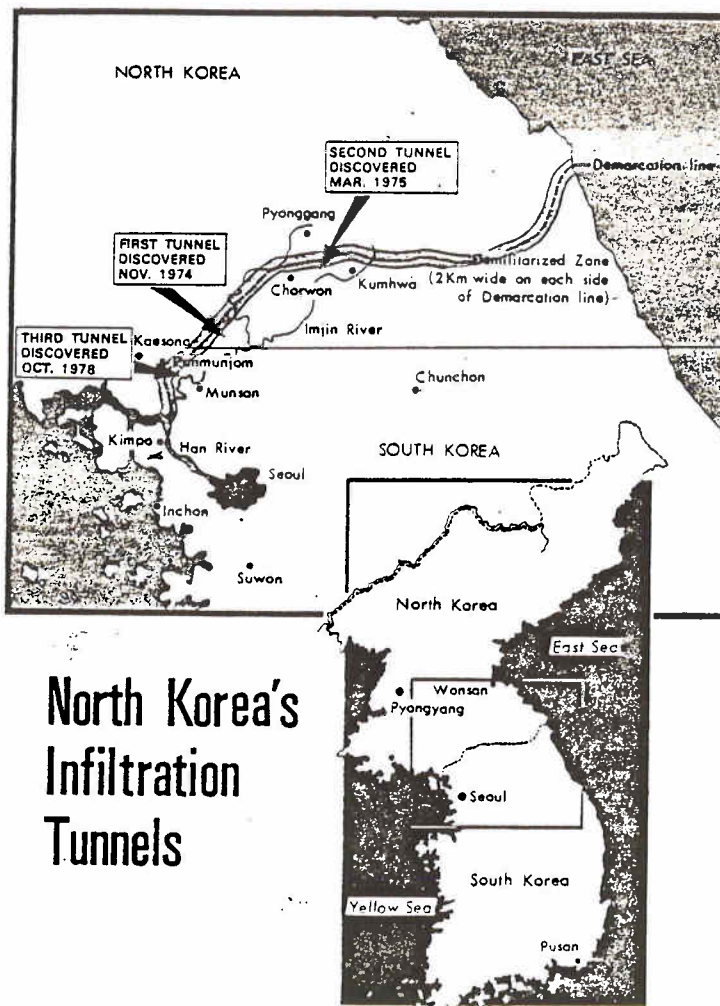 NORTH KOREA
EAST SEA
SECOND TUNNEL
DISCOVERED
MAR. 1975
Demarcation line
Pyonggang
FIRST TUNNEL
DISCOVERED
NOV. 1974
Demilitarized Zone
(2Km wide on each side
of Demarcation line)
Chorwon
Kumhwa
Imjin River
THIRD TUNNEL
DISCOVERED
OCT. 1978
Kaesong
Punmunjom
Munsan
Chunchon
Kimpo
Han River
SOUTH KOREA
Seoul
Inchon
Suwon
North Korea
East Sea
Wonsan
Pyongyang
Seoul
South Korea
Yellow Sea
Pusan
North Korea's
Infiltration
Tunnels